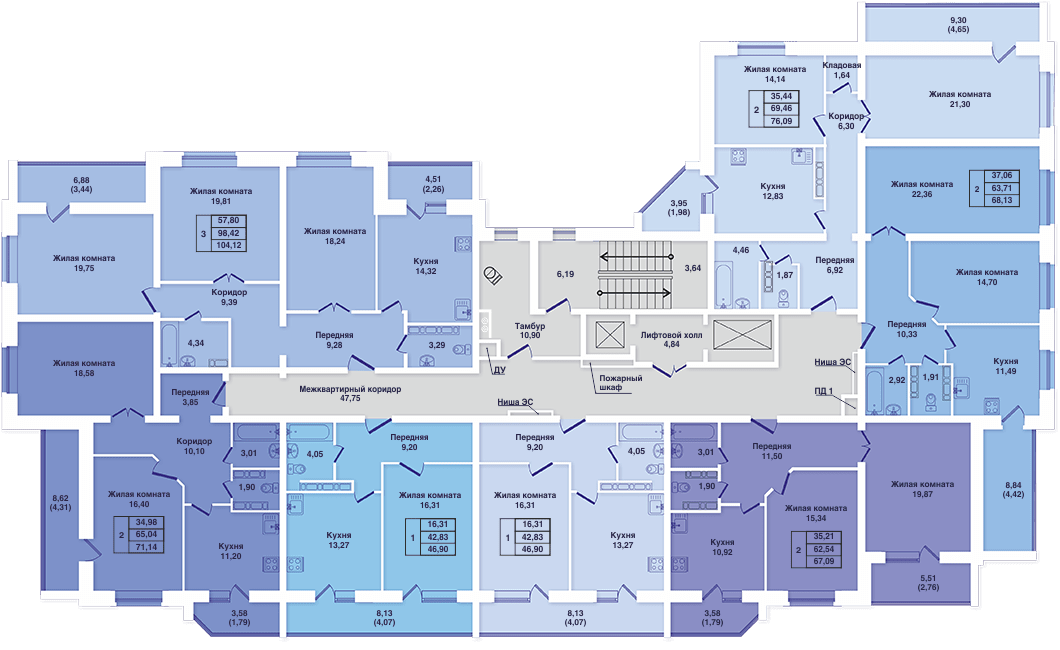 9,30
(4,65)
Жилая комната
14,14
2
35,44
69,46
76,09
Кладовая
1,64
Коридор
6,30
Жилая комната
21,30
Кухня
12,83
3,95
(1,98)
Жилая комната
22,36
2
37,06
63,71
68,13
6,88
(3,44)
Жилая комната
19,81
3
57,80
98,42
104,12
Жилая комната
18,24
4,51
(2,26)
Жилая комната
19,75
Кухня
14,32
Коридор
9,39
6,19
3,64
4,46
1,87
Передняя
6,92
Жилая комната
14,70
4,34
Передняя
9,28
3,29
Тамбур
10,90
Лифтовой холл
4,84
Передняя
10,33
Жилая комната
18,58
ДУ
Пожарный
шкаф
Ниша ЭС
Кухня
11,49
2,92
1,91
Передняя
3,85
Межквартирный коридор
47,75
Ниша ЭС
ПД 1
Коридор
10,10
3,01
4,05
Передняя
9,20
Передняя
9,20
4,05
3,01
Передняя
11,50
8,62
(4,31)
Жилая комната
16,40
2
34,98
65,04
71,14
1,90
Кухня
11,20
Кухня
13,27
Жилая комната
16,31
1
16,31
42,83
46,90
Жилая комната
16,31
1
16,31
42,83
46,90
Кухня
13,27
1,90
Кухня
10,92
Жилая комната
15,34
2
35,21
62,54
67,09
Жилая комната
19,87
8,84
(4,42)
5,51
(2,76)
3,58
(1,79)
8,13
(4,07)
8,13
(4,07)
3,58
(1,79)